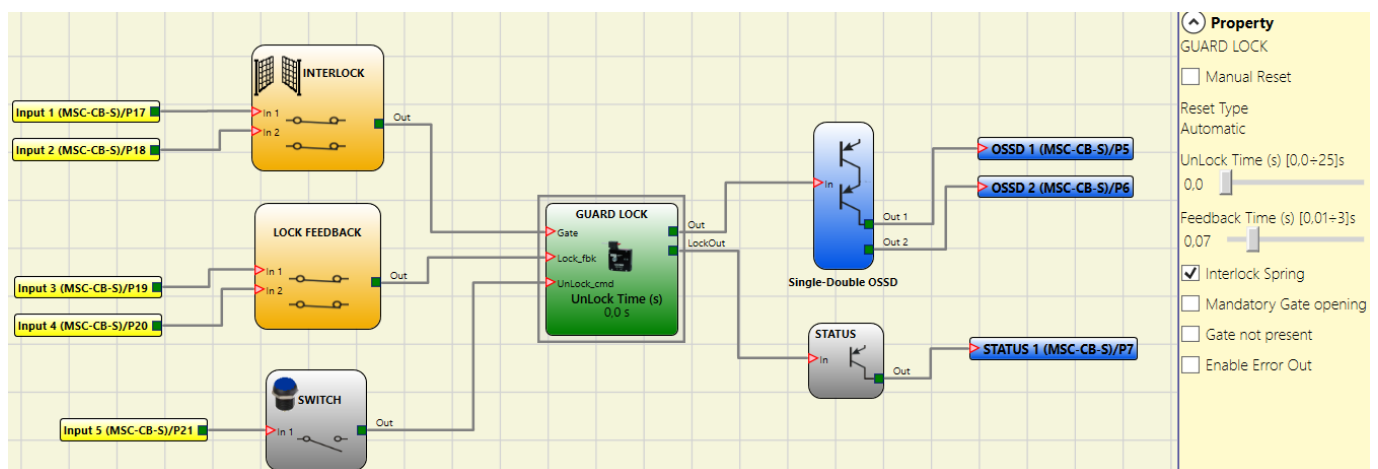 INTERLOCK
Input 1 (MSC-CB-S)/P17
In 1
Out
Input 2 (MSC-CB-S)/P18
In 2
LOCK FEEDBACK
In 1
Out
Input 3 (MSC-CB-S)/P19
In 2
Input 4 (MSC-CB-S)/P20
SWITCH
Input 5 (MSC-CB-S)/P21
In 1
Out
GUARD LOCK
Gate
Out
Lock_fbk
LockOut
UnLock_cmd
UnLock Time (s)
0,0 s
In
Out 1
Out 2
Single-Double OSSD
OSSD 1 (MSC-CB-S)/P5
OSSD 2 (MSC-CB-S)/P6
STATUS
In
Out
STATUS 1 (MSC-CB-S)/P7
Property
GUARD LOCK
Manual Reset
Reset Type
Automatic
UnLock Time (s) [0,0÷25]s
0,0
Feedback Time (s) [0,01÷3]s
0,07
Interlock Spring
Mandatory Gate opening
Gate not present
Enable Error Out